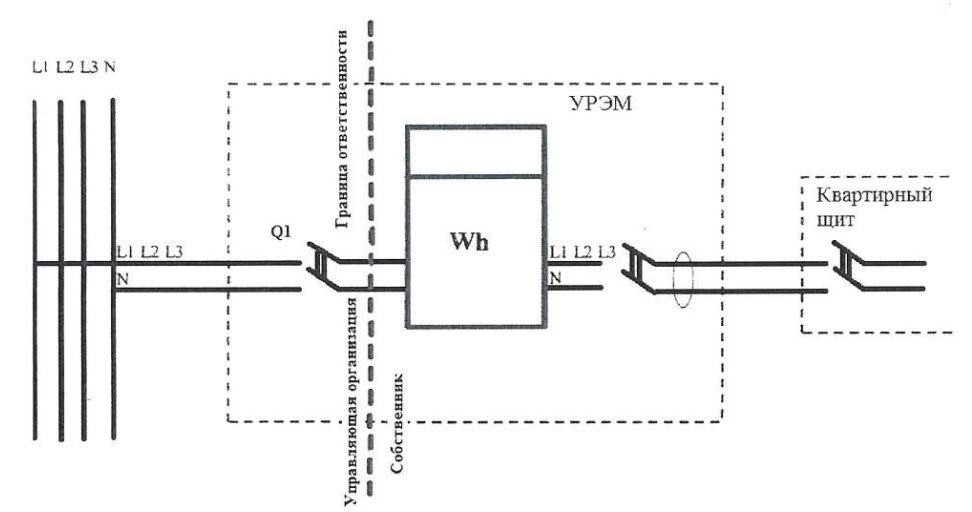 L1 L2 L3 N
Граница ответственности
УРЭМ
Квартирный
щит
Q1
Wh
L1 L2 L3
N
L1 L2 L3
N
Управляющая организация
Собственник